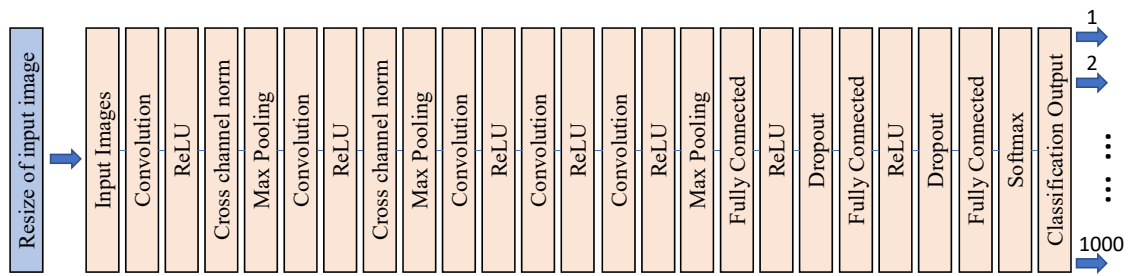 Resize of input image
Input Images
Convolution
ReLU
Cross channel norm
Max Pooling
Convolution
ReLU
Cross channel norm
Max Pooling
Convolution
ReLU
Convolution
ReLU
Convolution
ReLU
Max Pooling
Fully Connected
ReLU
Dropout
Fully Connected
ReLU
Dropout
Fully Connected
Softmax
Classification Output
1
2
... ...
1000